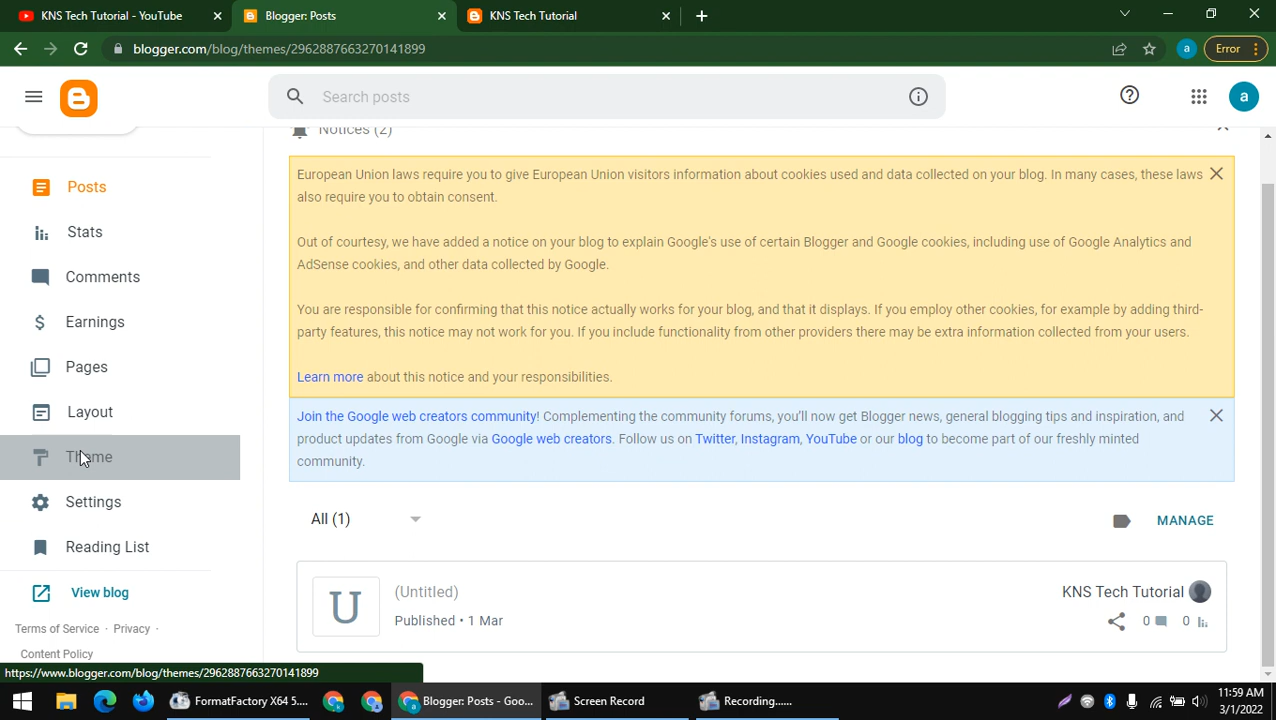 KNS Tech Tutorial - YouTube
Blogger: Posts
KNS Tech Tutorial
blogger.com/blog/themes/2962887663270141899
a
Error
Search posts
a
Notices (2)
European Union laws require you to give European Union visitors information about cookies used and data collected on your blog. In many cases, these laws
also require you to obtain consent.
Out of courtesy, we have added a notice on your blog to explain Google's use of certain Blogger and Google cookies, including use of Google Analytics and
AdSense cookies, and other data collected by Google.
You are responsible for confirming that this notice actually works for your blog, and that it displays. If you employ other cookies, for example by adding third-
party features, this notice may not work for you. If you include functionality from other providers there may be extra information collected from your users.
Learn more about this notice and your responsibilities.
Join the Google web creators community! Complementing the community forums, you'll now get Blogger news, general blogging tips and inspiration, and
product updates from Google via Google web creators. Follow us on Twitter, Instagram, YouTube or our blog to become part of our freshly minted
community.
Posts
Stats
Comments
Earnings
Pages
Layout
Theme
Settings
Reading List
View blog
Terms of Service · Privacy ·
Content Policy
All (1)
MANAGE
U
(Untitled)
Published • 1 Mar
KNS Tech Tutorial
0 0
https://www.blogger.com/blog/themes/2962887663270141899
FormatFactory X64 5....
Blogger: Posts - Goo...
Screen Record
Recording......
11:59 AM
3/1/2022